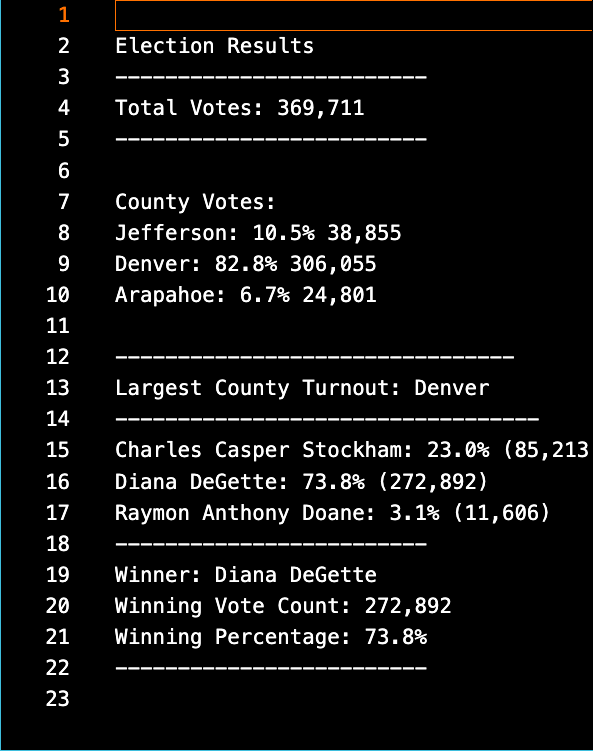 1
2 Election Results
3 -------------------------
4 Total Votes: 369,711
5 -------------------------
6
7 County Votes:
8 Jefferson: 10.5% 38,855
9 Denver: 82.8% 306,055
10 Arapahoe: 6.7% 24,801
11
12 --------------------------------
13 Largest County Turnout: Denver
14 ----------------------------------
15 Charles Casper Stockham: 23.0% (85,213
16 Diana DeGette: 73.8% (272,892)
17 Raymon Anthony Doane: 3.1% (11,606)
18 -------------------------
19 Winner: Diana DeGette
20 Winning Vote Count: 272,892
21 Winning Percentage: 73.8%
22 -------------------------
23